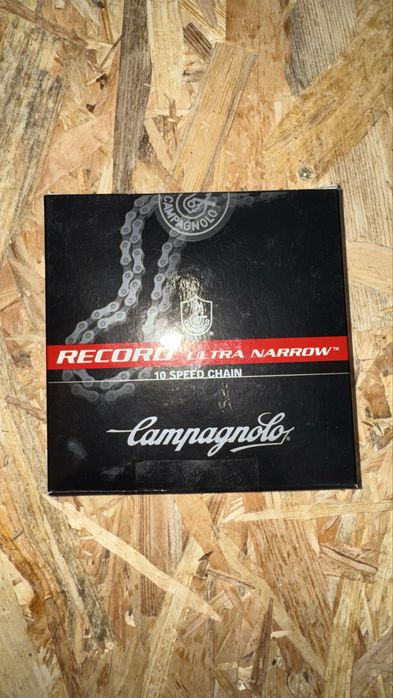 CAMPAGNOLO
RECORD ULTRA NARROW™
10 SPEED CHAIN
Campagnolo®